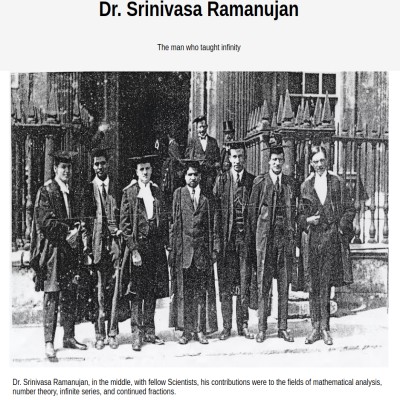 Dr. Srinivasa Ramanujan
The man who taught infinity
Dr. Srinivasa Ramanujan, in the middle, with fellow Scientists, his contributions were to the fields of mathematical analysis,
number theory, infinite series, and continued fractions.